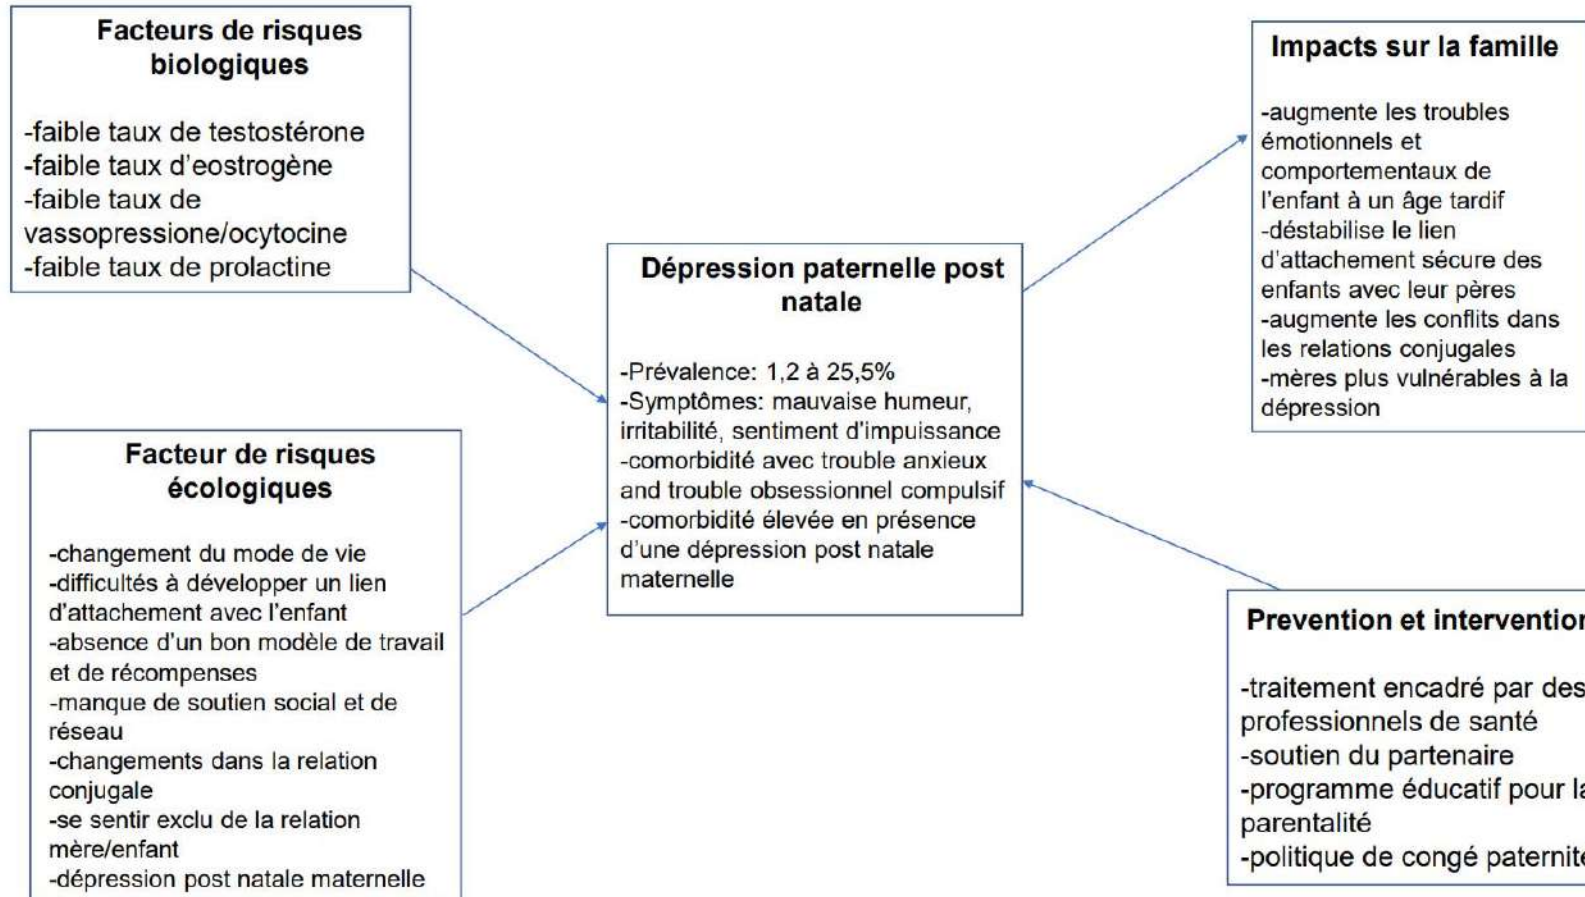 Facteurs de risques
biologiques
-faible taux de testostérone
-faible taux d'eostrogène
-faible taux de
vassopressione/ocytocine
-faible taux de prolactine
Facteur de risques
écologiques
-changement du mode de vie
-difficultés à développer un lien
d'attachement avec l'enfant
-absence d'un bon modèle de travail
et de récompenses
-manque de soutien social et de
réseau
-changements dans la relation
conjugale
-se sentir exclu de la relation
mère/enfant
-dépression post natale maternelle
Dépression paternelle post
natale
-Prévalence: 1,2 à 25,5%
-Symptômes: mauvaise humeur,
irritabilité, sentiment d'impuissance
-comorbidité avec trouble anxieux
and trouble obsessionnel compulsif
-comorbidité élevée en présence
d'une dépression post natale
maternelle
Impacts sur la famille
-augmente les troubles
émotionnels et
comportementaux de
l'enfant à un âge tardif
-déstabilise le lien
d'attachement sécure des
enfants avec leur pères
-augmente les conflits dans
les relations conjugales
-mères plus vulnérables à la
dépression
Prevention et intervention
-traitement encadré par des
professionnels de santé
-soutien du partenaire
-programme éducatif pour la
parentalité
-politique de congé paternité